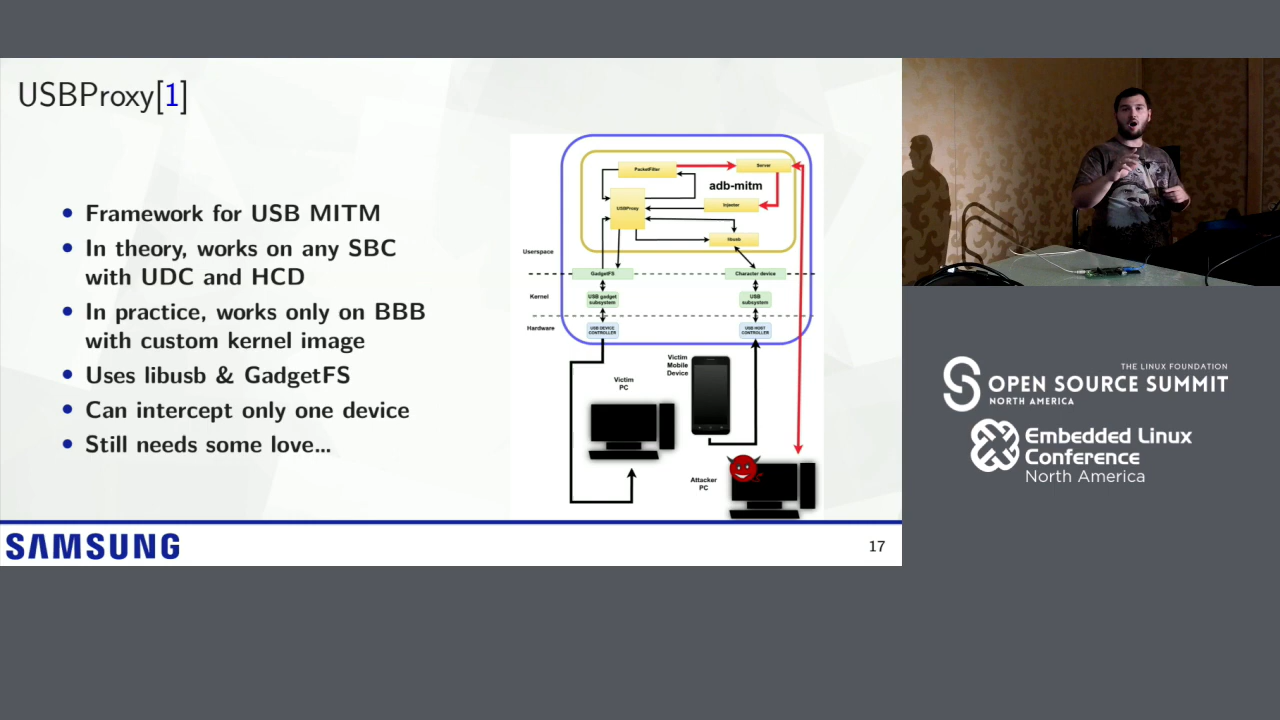 USBProxy[1]
• Framework for USB MITM
• In theory, works on any SBC
with UDC and HCD
• In practice, works only on BBB
with custom kernel image
• Uses libusb & GadgetFS
• Can intercept only one device
• Still needs some love...
PacketFilter
Server
adb-mitm
USBProxy
Injector
libusb
Userspace
GadgetFS
Character device
Kernel
USB gadget
subsystem
USB
subsystem
Hardware
USB DEVICE
CONTROLLER
USB HOST
CONTROLLER
Victim
PC
Victim
Mobile
Device
Attacker
PC
SAMSUNG
17
THE LINUX FOUNDATION
OPEN SOURCE SUMMIT
NORTH AMERICA
Embedded Linux
Conference
North America